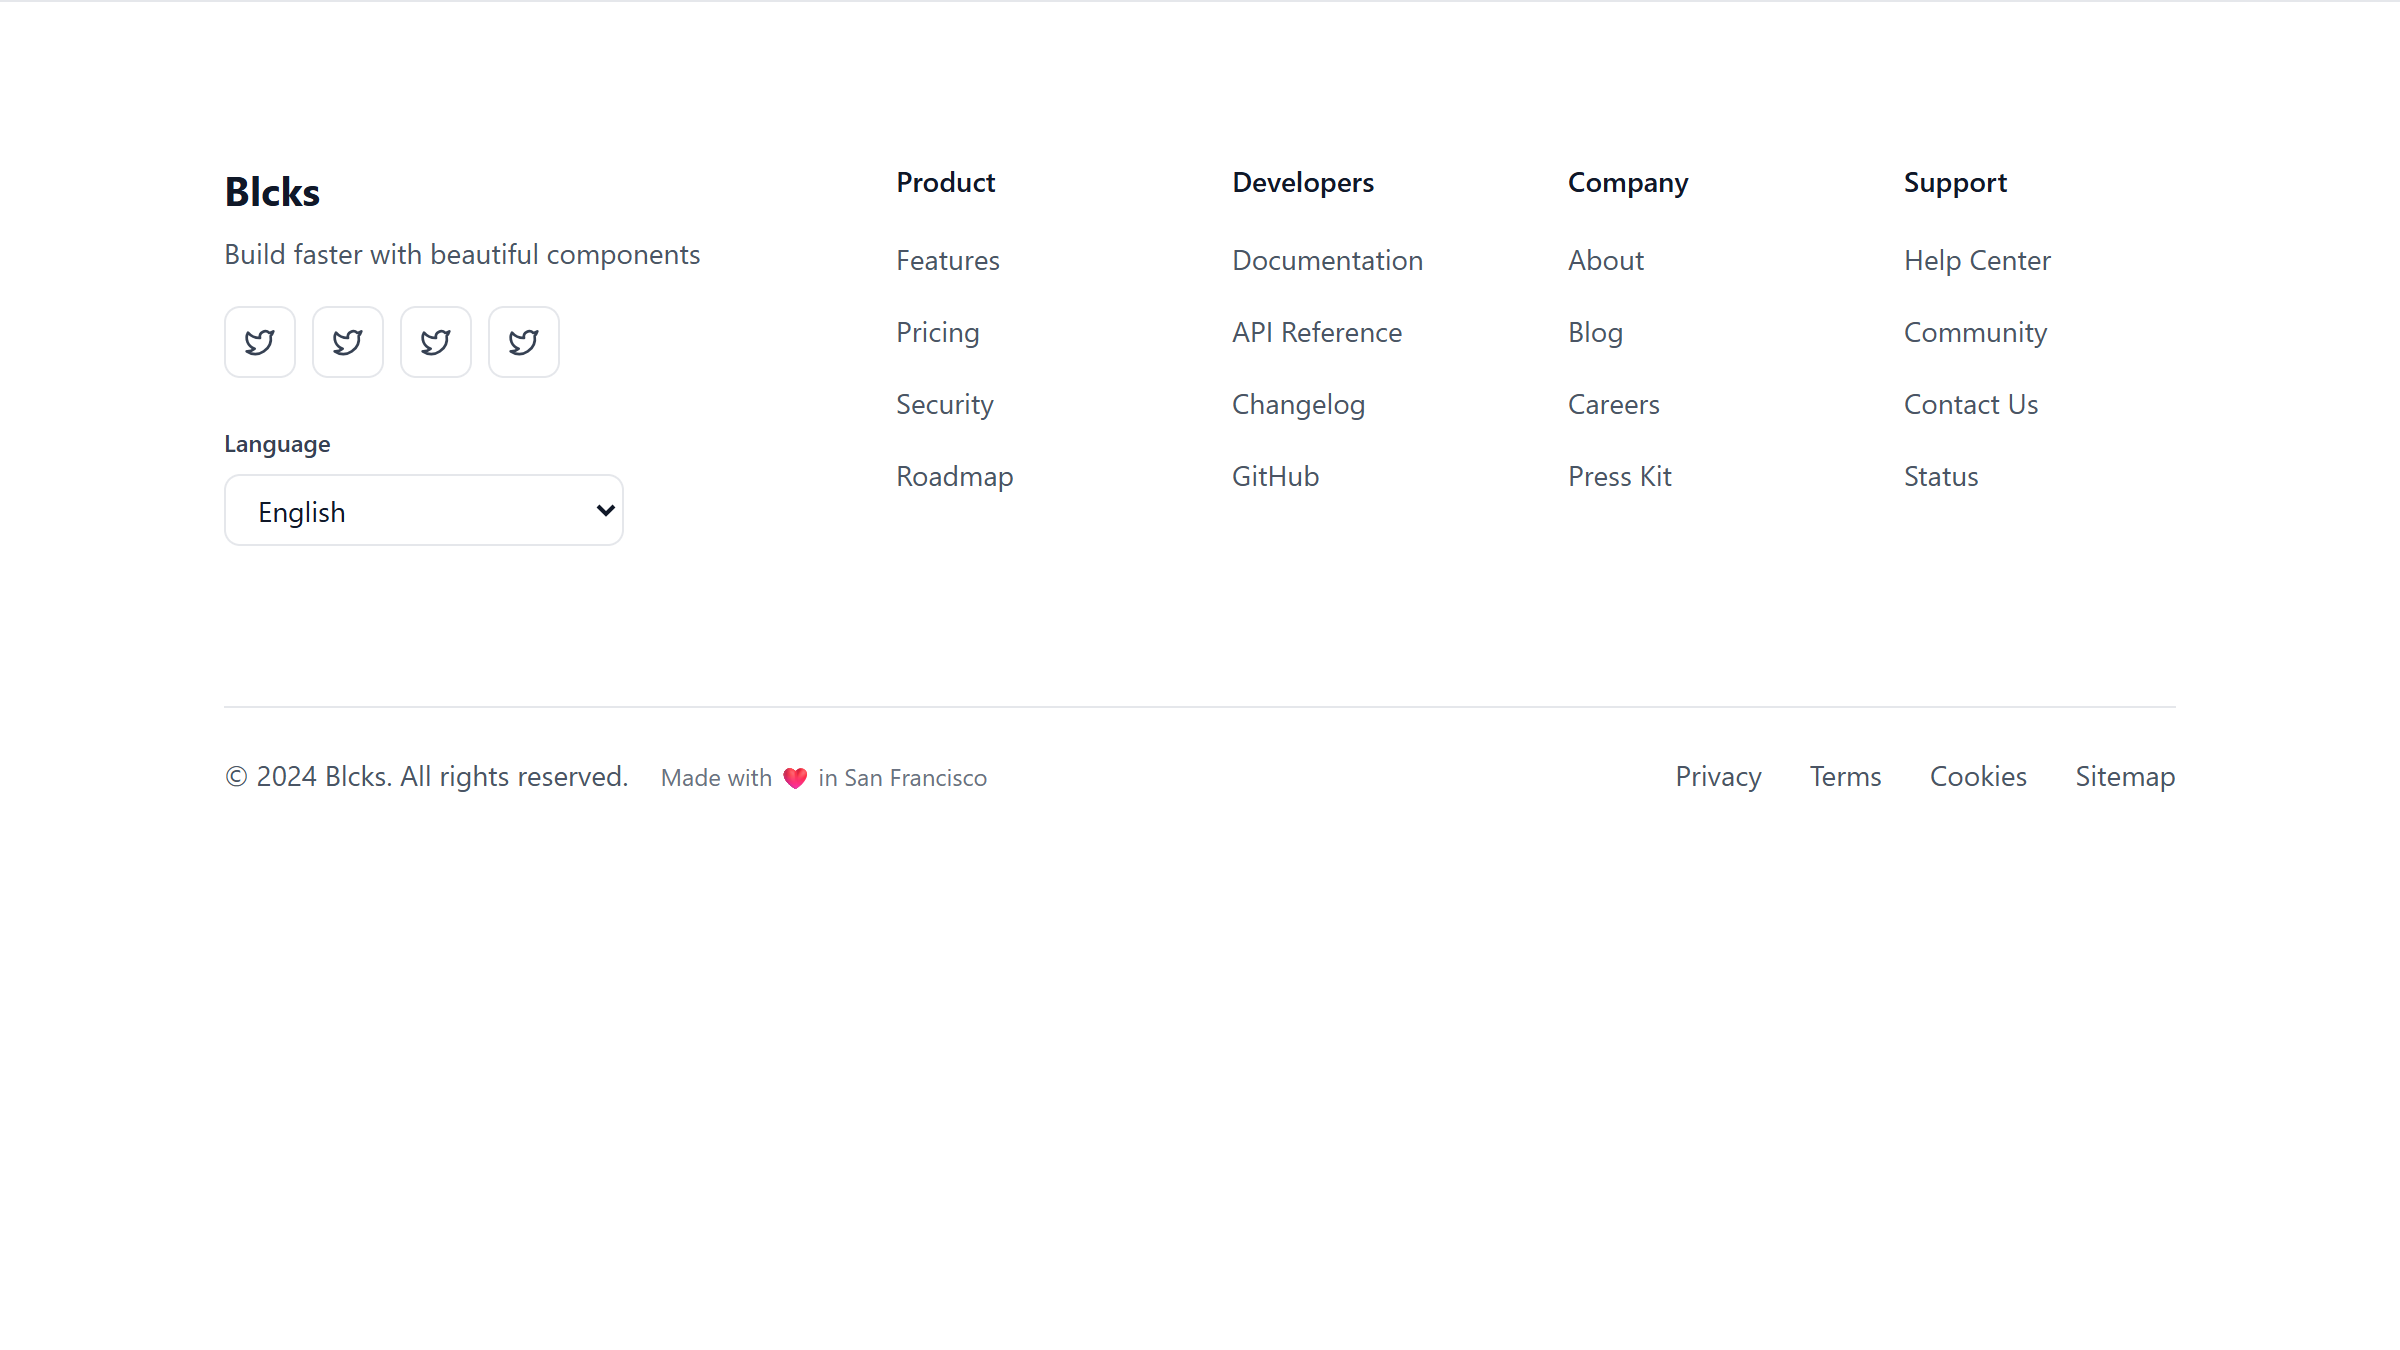 Blcks
Build faster with beautiful components
Language
English
Product
Features
Pricing
Security
Roadmap
Developers
Documentation
API Reference
Changelog
GitHub
Company
About
Blog
Careers
Press Kit
Support
Help Center
Community
Contact Us
Status
© 2024 Blcks. All rights reserved. Made with ❤️ in San Francisco
Privacy Terms Cookies Sitemap